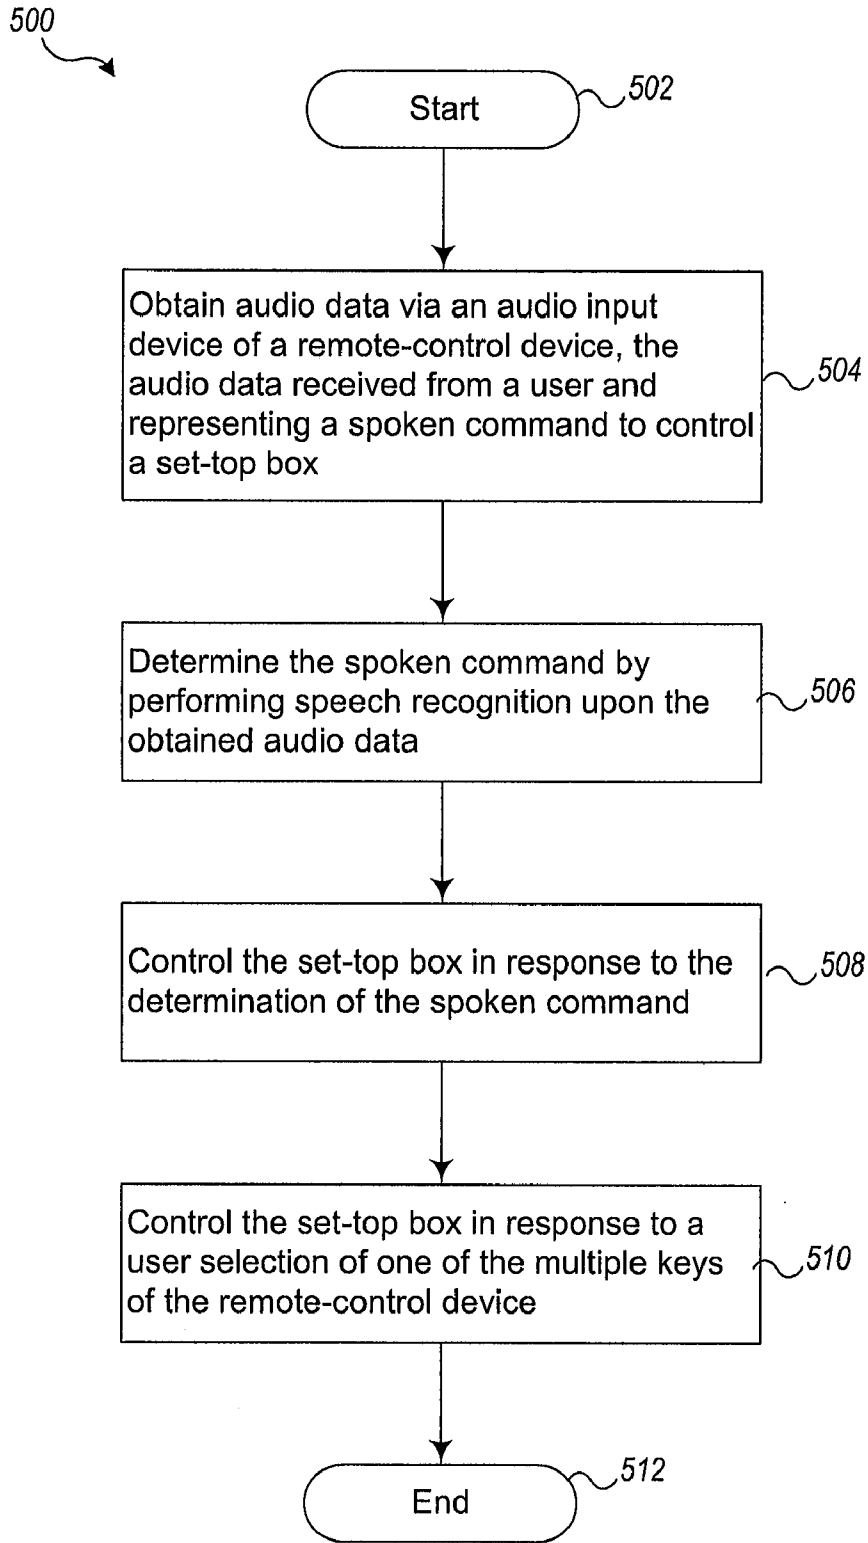 500
Start
502
Obtain audio data via an audio input
device of a remote-control device, the
audio data received from a user and
representing a spoken command to control
a set-top box
504
Determine the spoken command by
performing speech recognition upon the
obtained audio data
506
Control the set-top box in response to the
determination of the spoken command
508
Control the set-top box in response to a
user selection of one of the multiple keys
of the remote-control device
510
End
512